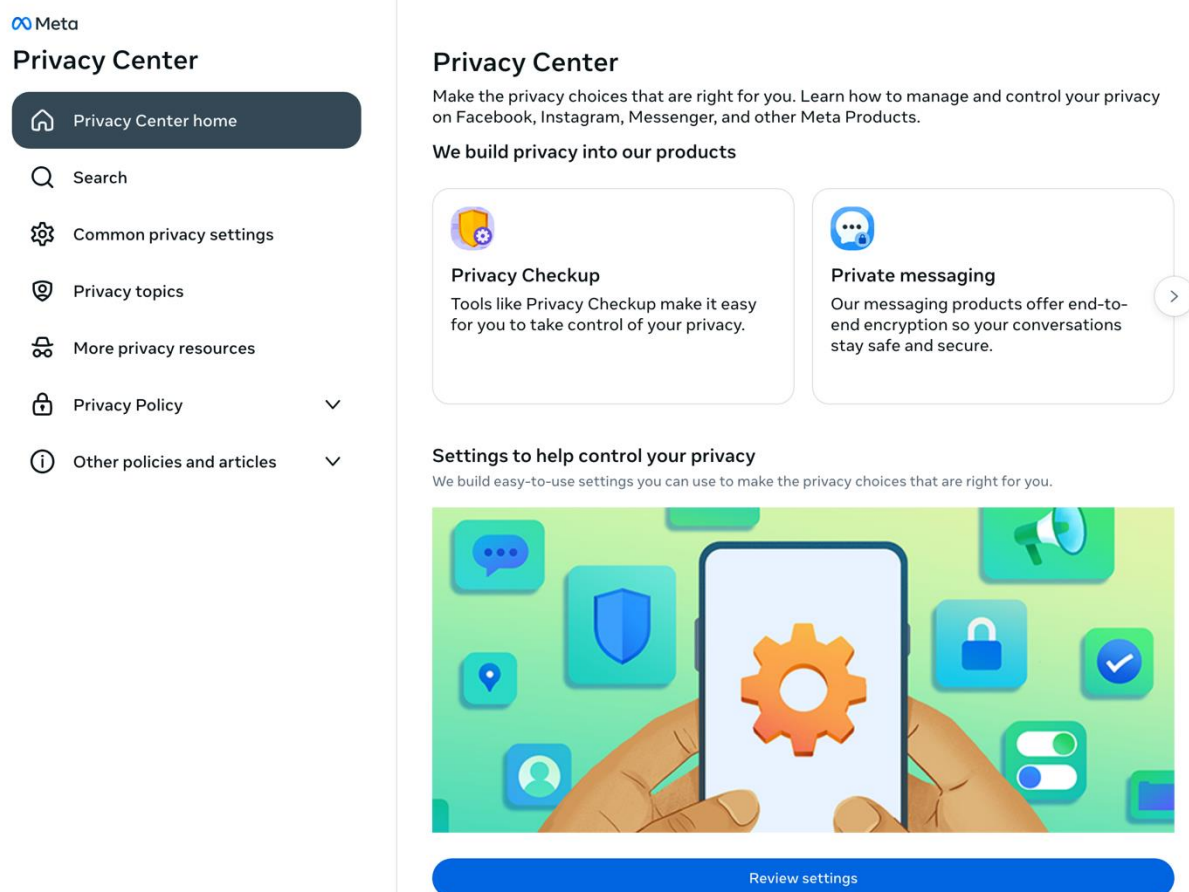 Meta
Privacy Center
Privacy Center home
Search
Common privacy settings
Privacy topics
More privacy resources
Privacy Policy
Other policies and articles
Privacy Center
Make the privacy choices that are right for you. Learn how to manage and control your privacy
on Facebook, Instagram, Messenger, and other Meta Products.
We build privacy into our products
Privacy Checkup
Tools like Privacy Checkup make it easy
for you to take control of your privacy.
Private messaging
Our messaging products offer end-to-
end encryption so your conversations
stay safe and secure.
Settings to help control your privacy
We build easy-to-use settings you can use to make the privacy choices that are right for you.
Review settings